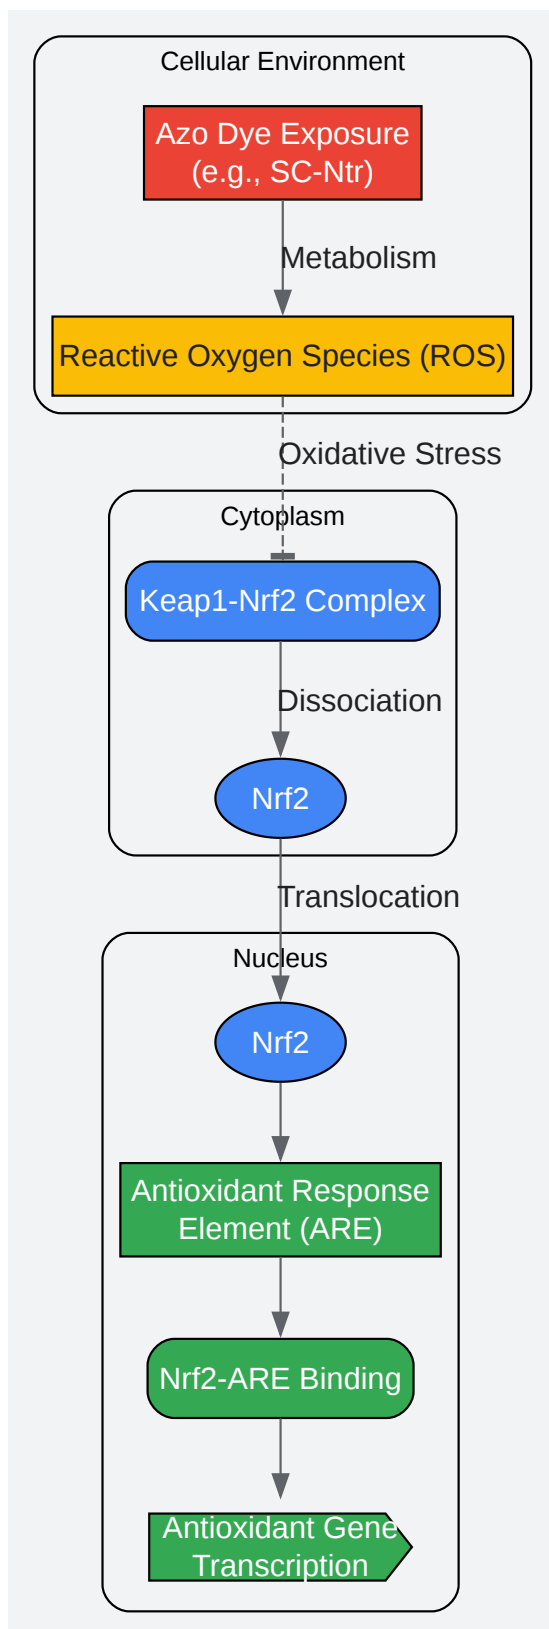 Cellular Environment
Azo Dye Exposure
(e.g., SC-Ntr)
Metabolism
Reactive Oxygen Species (ROS)
Oxidative Stress
Cytoplasm
Keap1-Nrf2 Complex
Dissociation
Nrf2
Translocation
Nucleus
Nrf2
Antioxidant Response
Element (ARE)
Nrf2-ARE Binding
Antioxidant Gene
Transcription